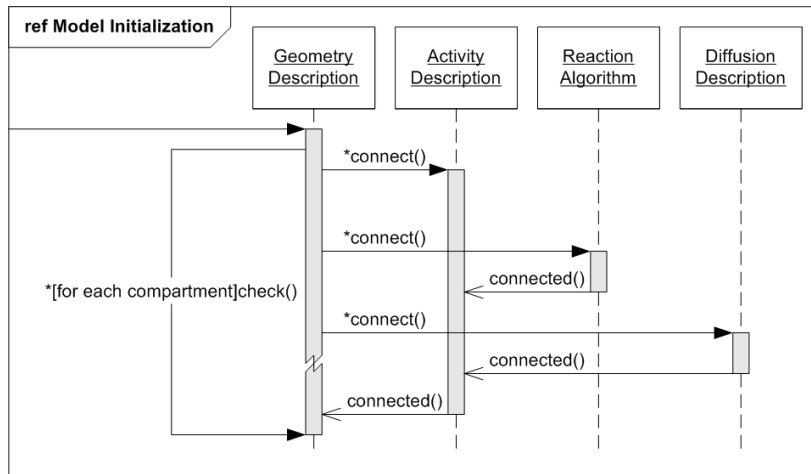 ref Model Initialization
Geometry
Description
Activity
Description
Reaction
Algorithm
Diffusion
Description
*connect()
*connect()
connected()
*[for each compartment]check()
*connect()
connected()
connected()